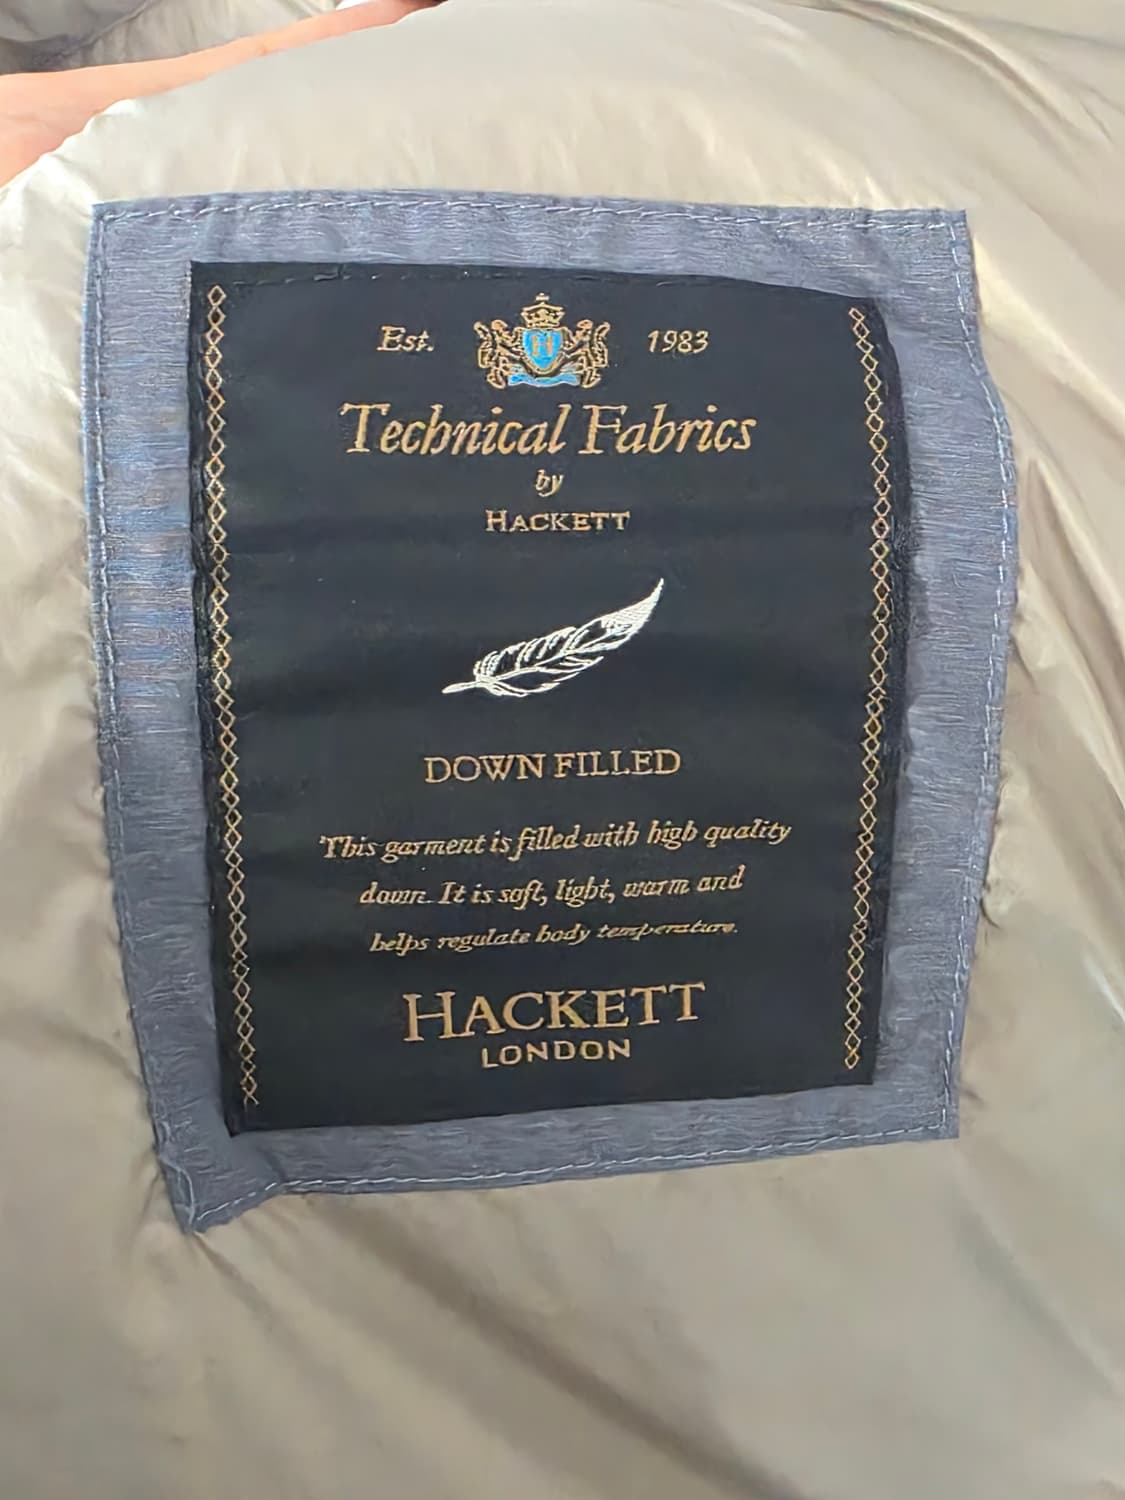 Est. 1983
H
Technical Fabrics
by
HACKETT
DOWN FILLED
This garment is filled with high quality
down. It is soft, light, warm and
helps regulate body temperature.
HACKETT
LONDON